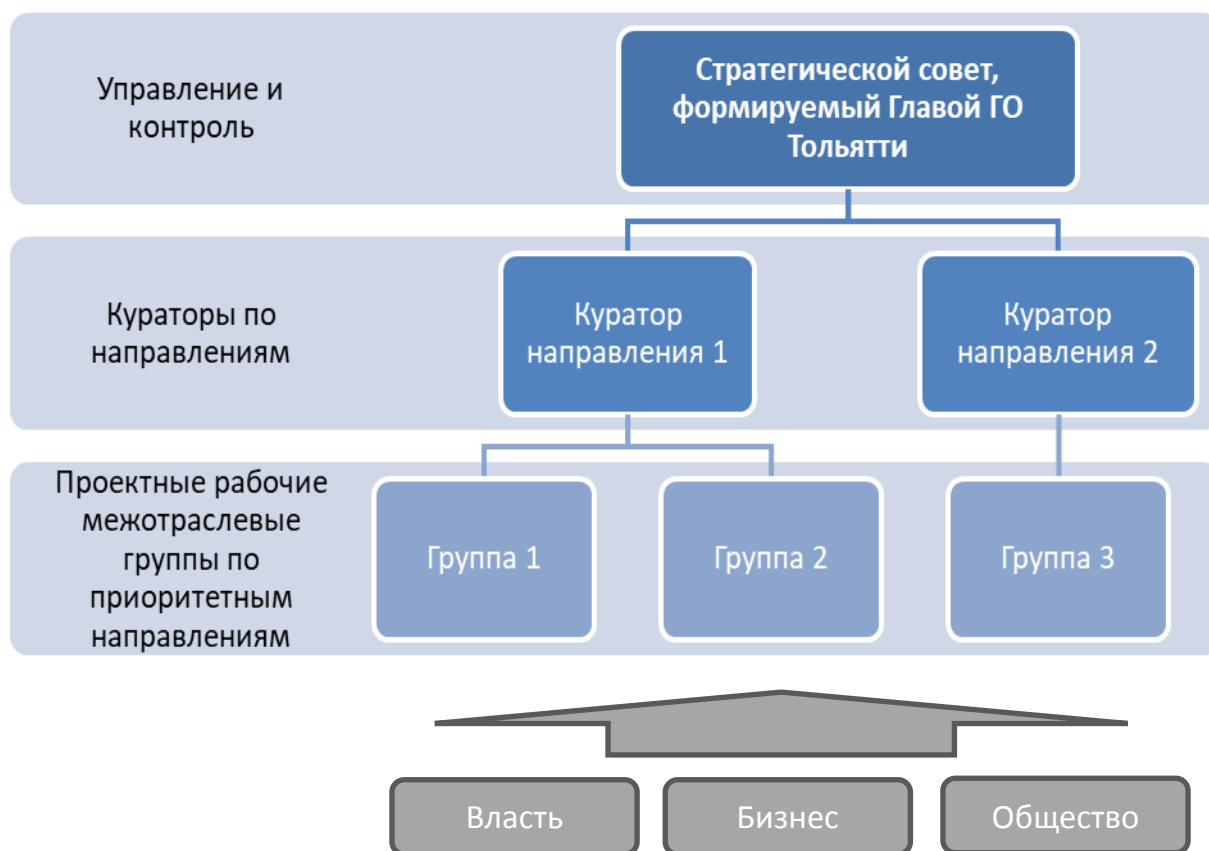 Управление и
контроль
Стратегической совет,
формируемый Главой ГО
Тольятти
Кураторы по
направлениям
Куратор
направления 1
Куратор
направления 2
Проектные рабочие
межотраслевые
группы по
приоритетным
направлениям
Группа 1
Группа 2
Группа 3
Власть
Бизнес
Общество